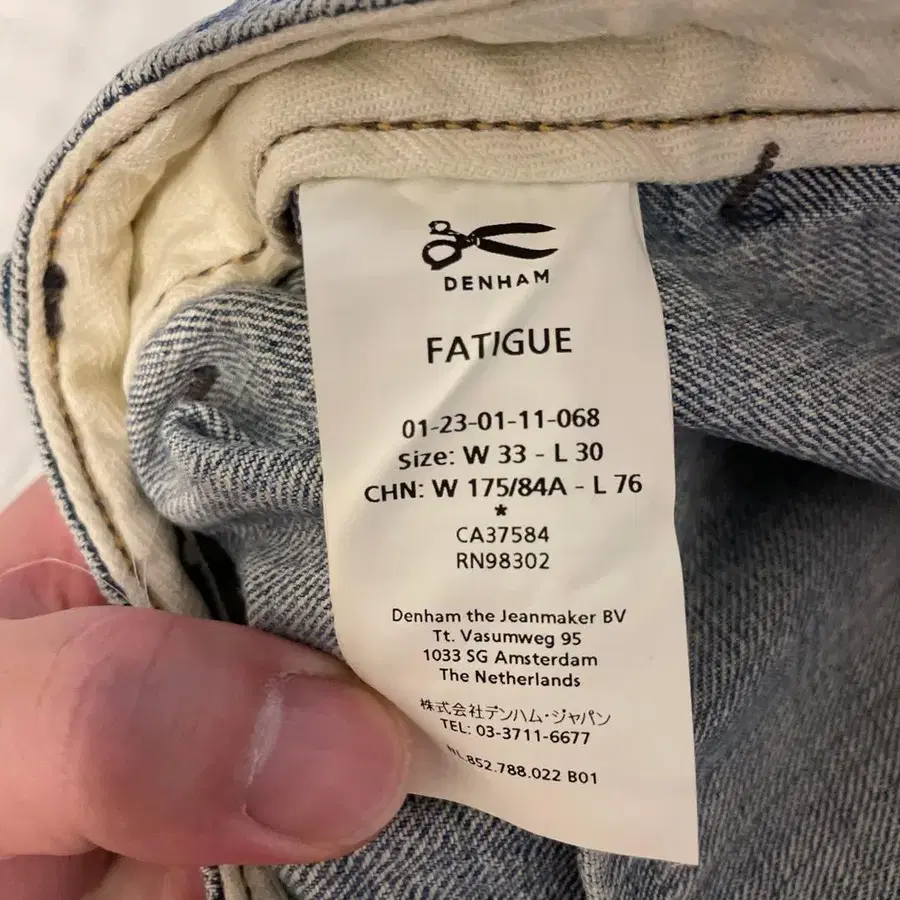 DENHAM
FATIGUE
01-23-01-11-068
Size: W 33 - L 30
CHN: W 175/84A - L 76
*
CA37584
RN98302
Denham the Jeanmaker BV
Tt. Vasumweg 95
1033 SG Amsterdam
The Netherlands
株式会社デンハム・ジャパン
TEL: 03-3711-6677
NL 852.788.022 B01